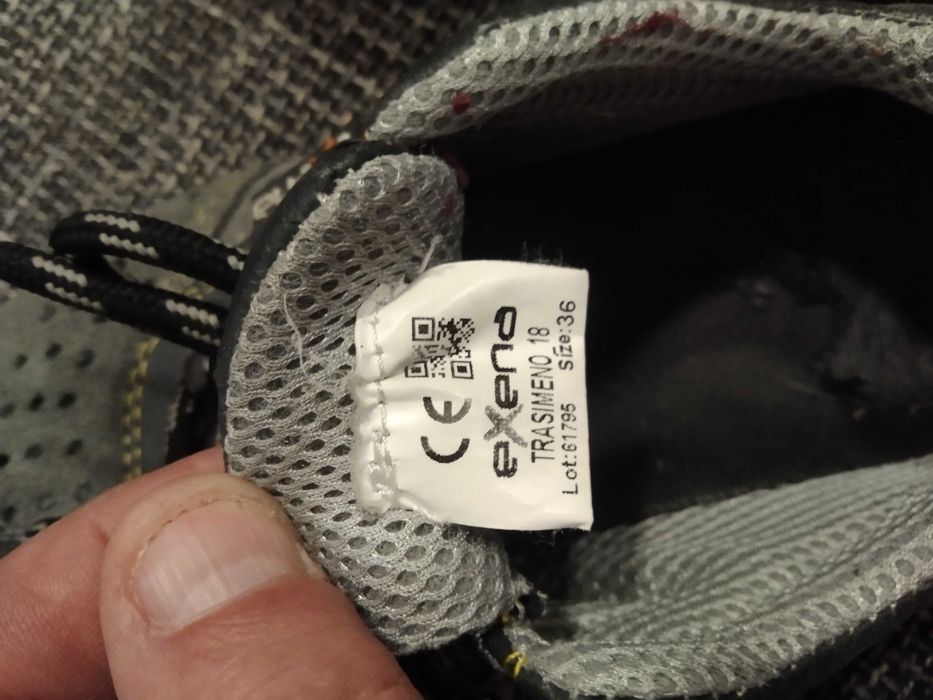 CE
exena
TRASIMENO 18
Lot:61795 Size:36